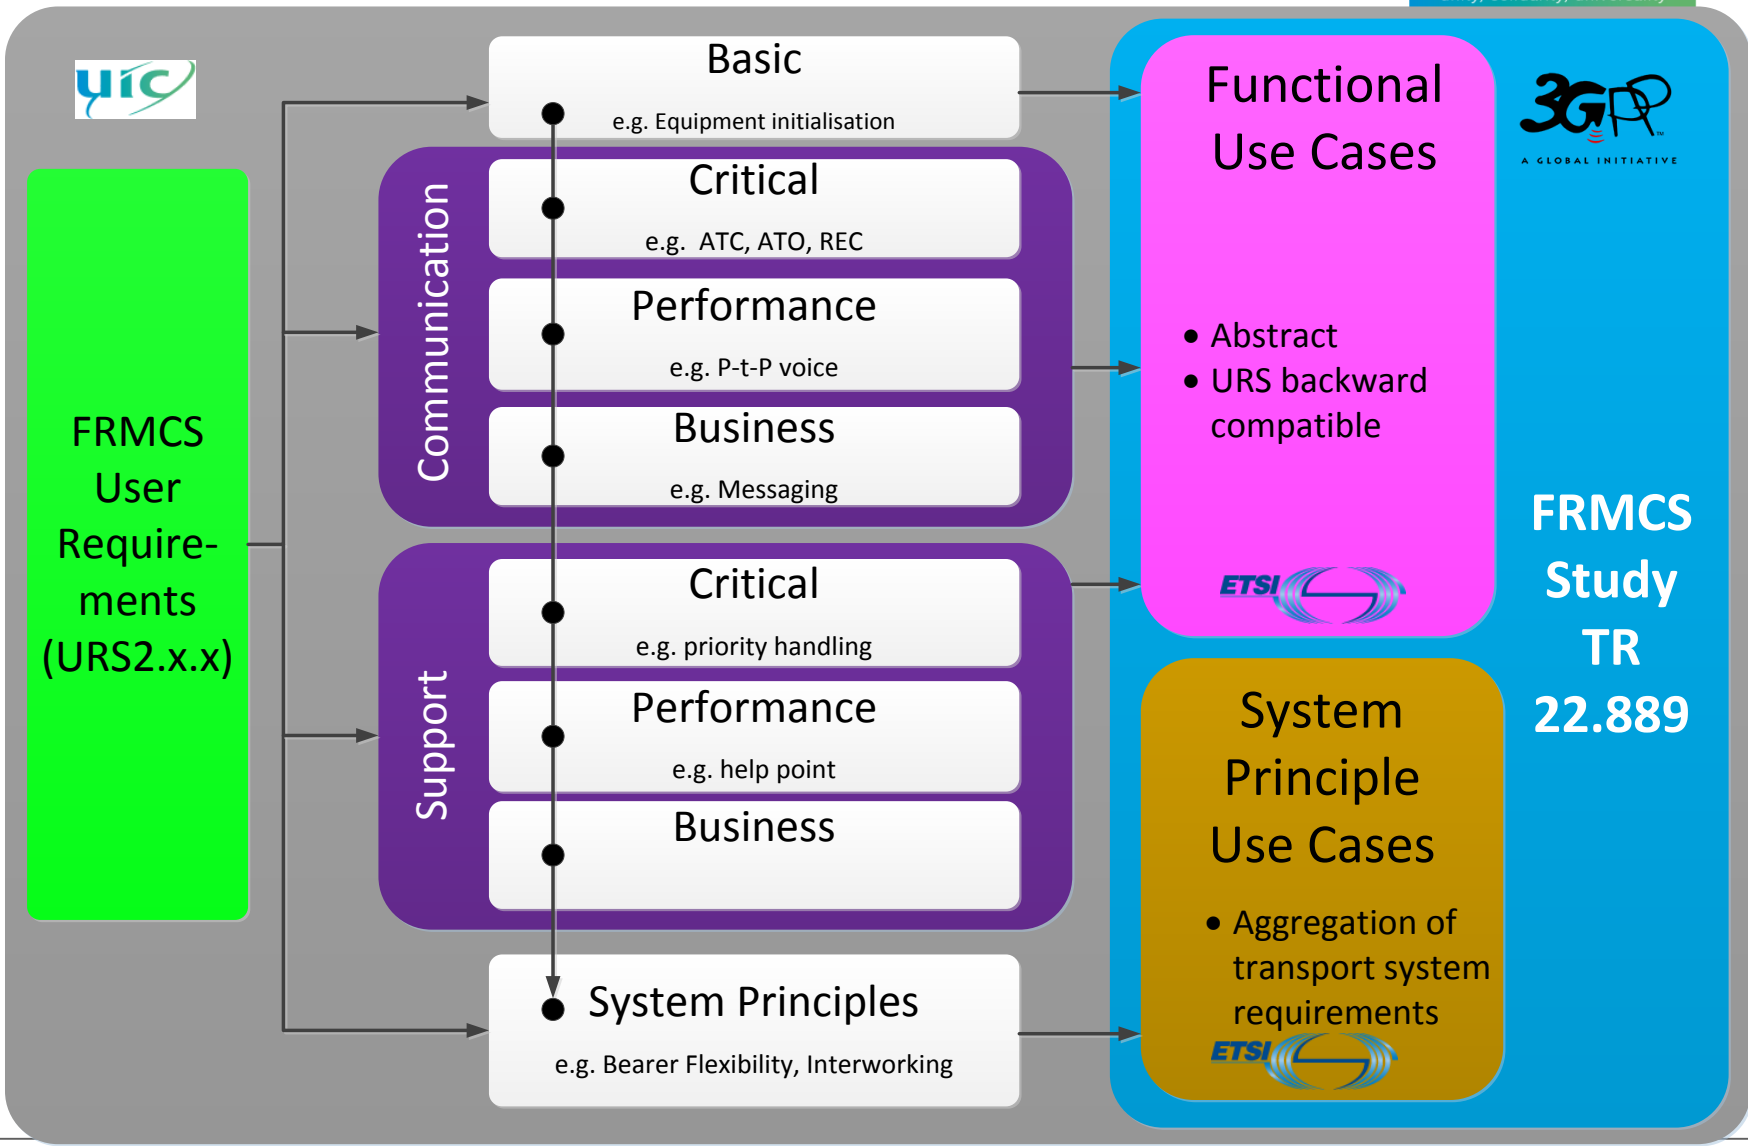 uic
Basic
e.g. Equipment initialisation
Communication
Critical
e.g.  ATC, ATO, REC
Performance
e.g. P-t-P voice
Business
e.g. Messaging
FRMCS
User
Require-
ments
(URS2.x.x)
Support
Critical
e.g. priority handling
Performance
e.g. help point
Business
System Principles
e.g. Bearer Flexibility, Interworking
Functional
Use Cases
• Abstract
• URS backward
compatible
ETSI
System
Principle
Use Cases
• Aggregation of
transport system
requirements
ETSI
3GPP
TM
A GLOBAL INITIATIVE
FRMCS
Study
TR
22.889